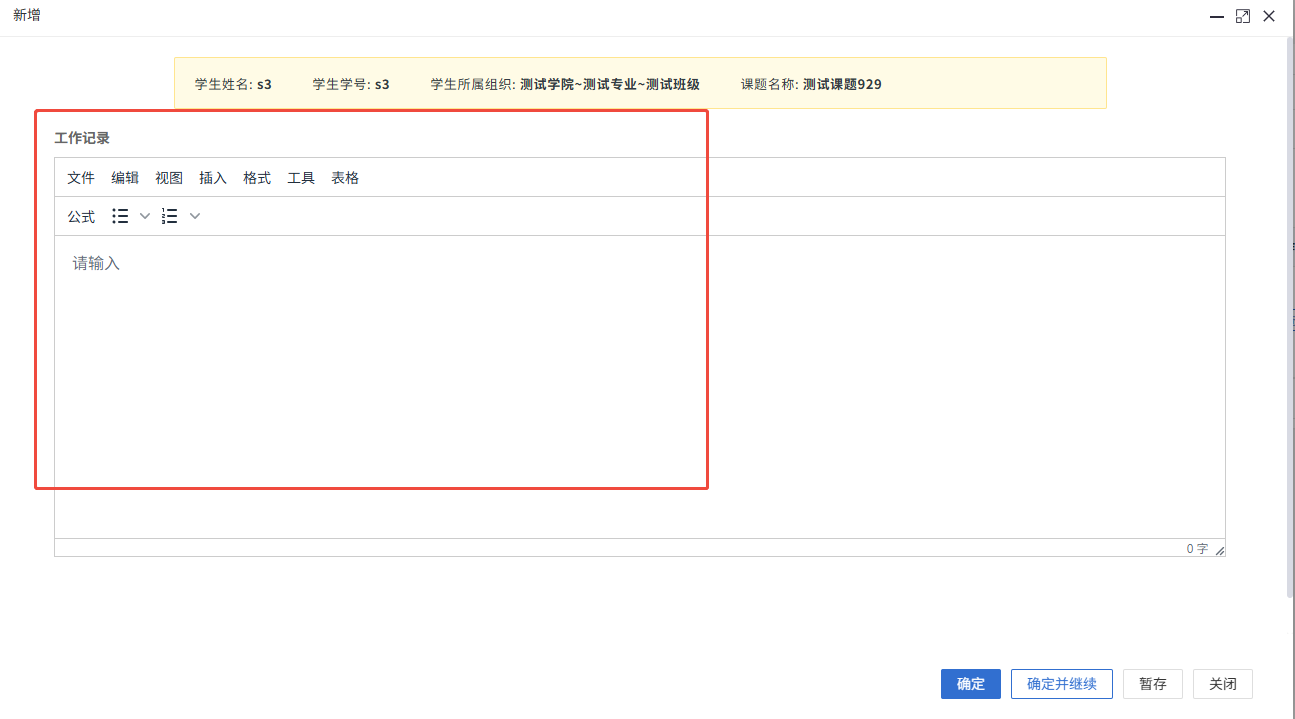 新增
学生姓名: s3 学生学号: s3 学生所属组织: 测试学院~测试专业~测试班级 课题名称: 测试课题929
工作记录
文件 编辑 视图 插入 格式 工具 表格
公式
请输入
0 字
确定 确定并继续 暂存 关闭